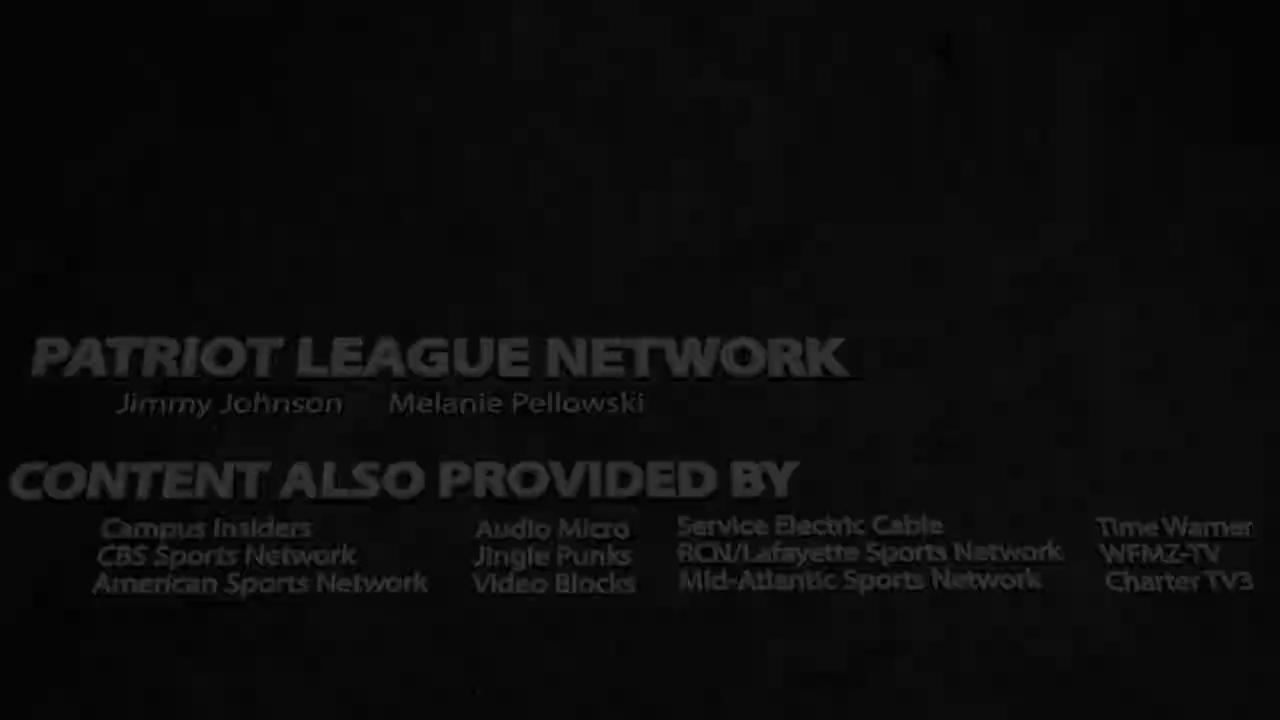 PATRIOT LEAGUE NETWORK
Jimmy Johnson Melanie Pellowski
CONTENT ALSO PROVIDED BY
Campus Insiders Audio Micro Service Electric Cable Time Warner
CBS Sports Network Jingle Punks RCN/Lafayette Sports Network WFMZ-TV
American Sports Network Video Blocks Mid-Atlantic Sports Network Charter TV3